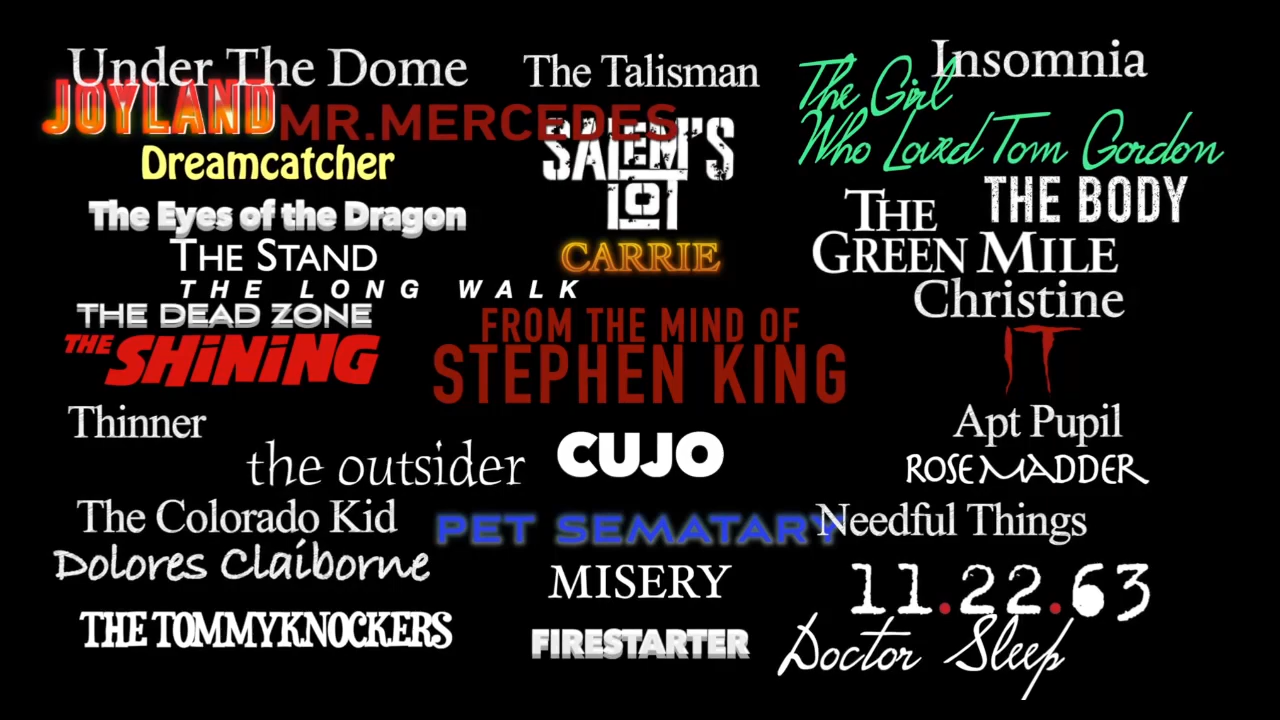 Under The Dome
JOYLAND
MR.MERCEDES
Dreamcatcher
The Eyes of the Dragon
THE STAND
THE LONG WALK
THE DEAD ZONE
THE SHiNiNG
Thinner
the outsider
The Colorado Kid
Dolores Claiborne
THE TOMMYKNOCKERS
The Talisman
SALEM'S
LOT
CARRIE
FROM THE MIND OF
STEPHEN KING
CUJO
PET SEMATARY
MISERY
FIRESTARTER
Insomnia
The Girl
Who Loved Tom Gordon
THE BODY
THE
GREEN MILE
Christine
IT
Apt Pupil
ROSE MADDER
Needful Things
11.22.63
Doctor Sleep